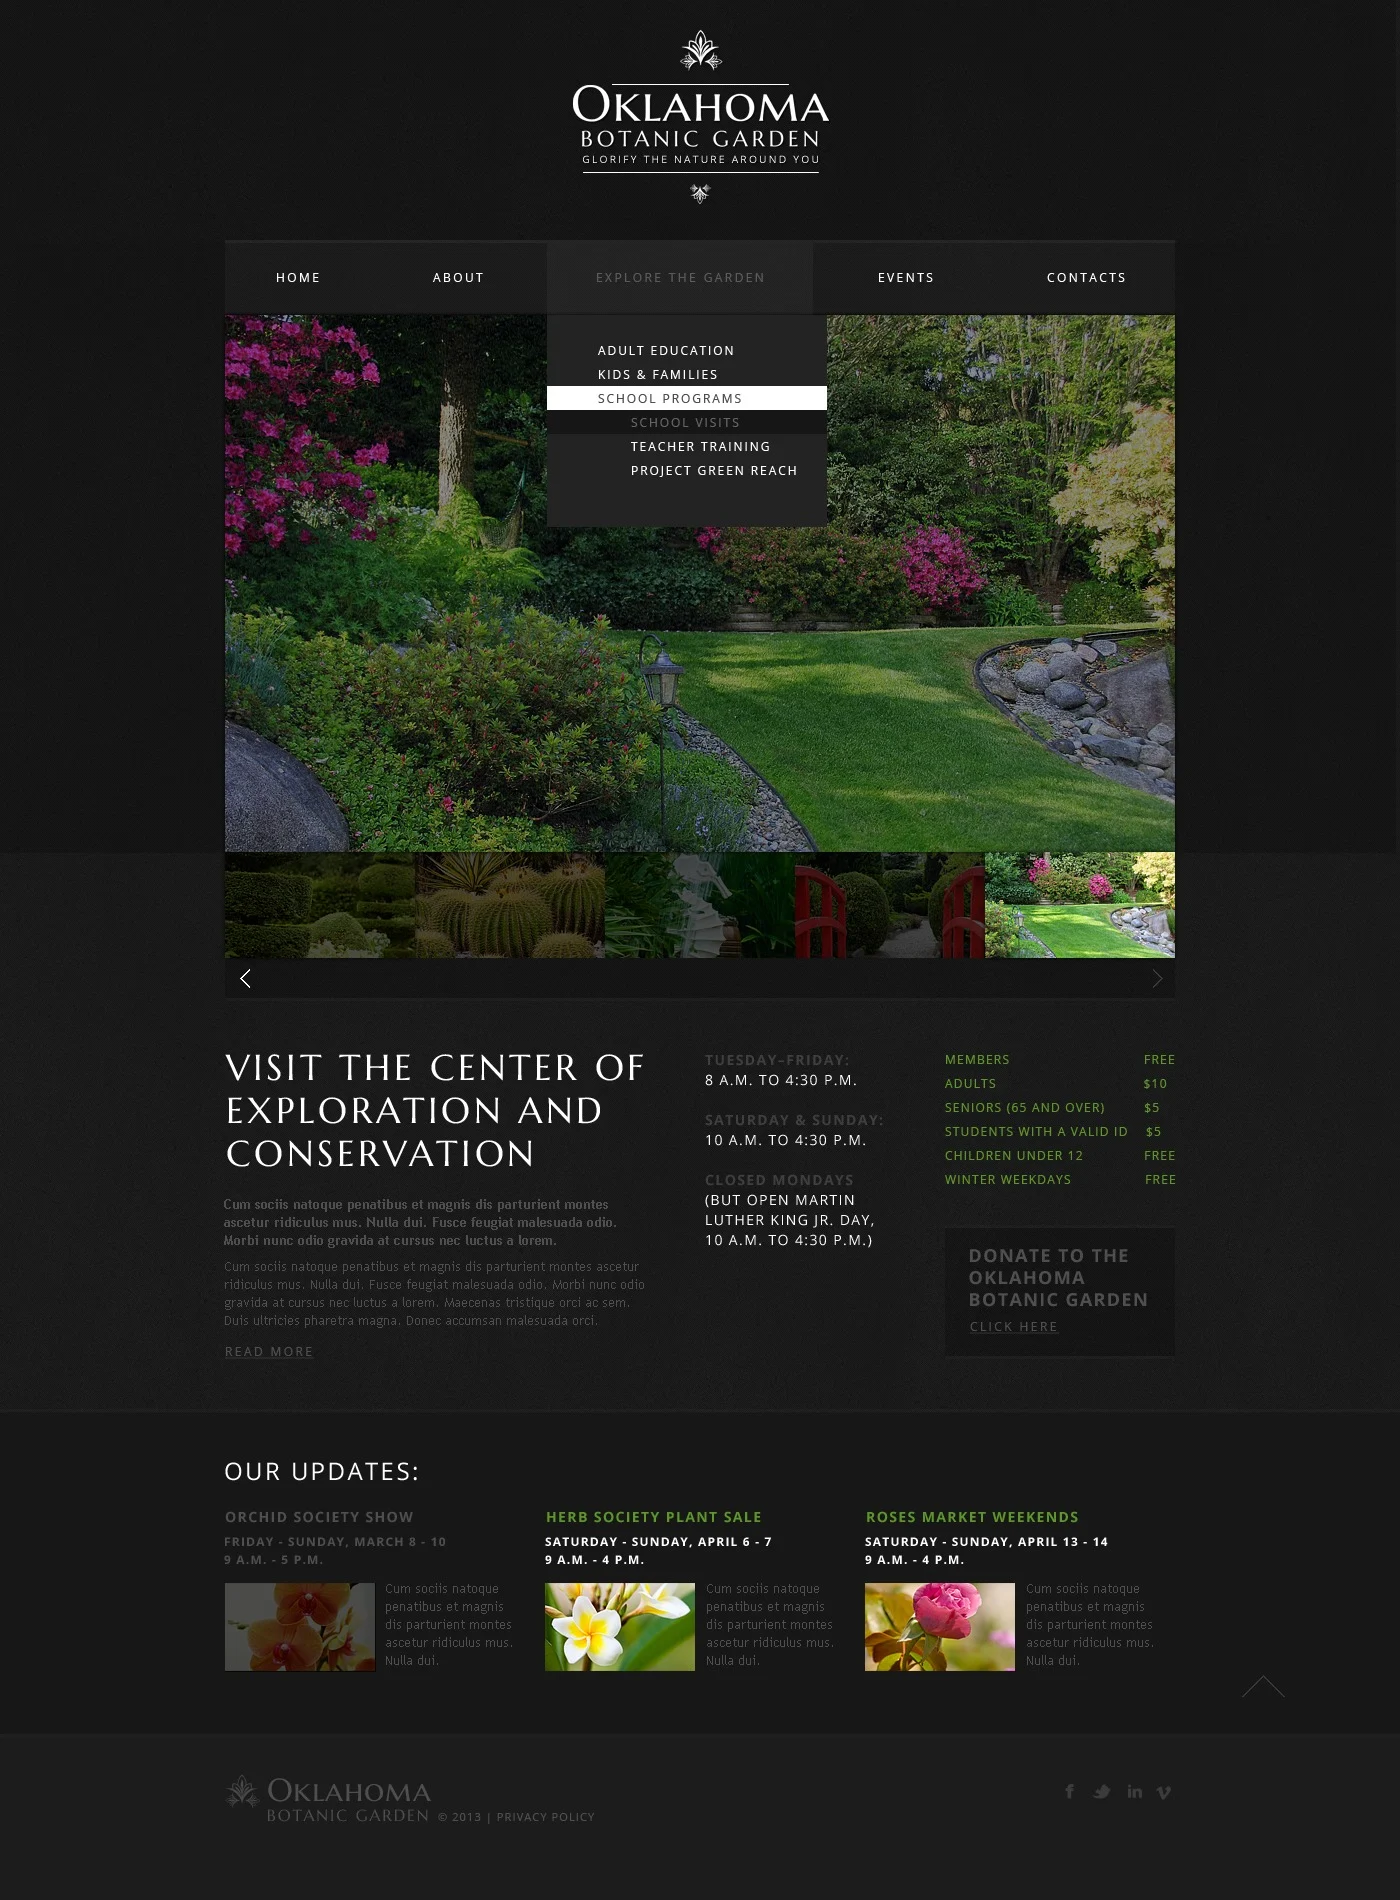 OKLAHOMA
BOTANIC GARDEN
GLORIFY THE NATURE AROUND YOU
HOME
ABOUT
EXPLORE THE GARDEN
EVENTS
CONTACTS
ADULT EDUCATION
KIDS & FAMILIES
SCHOOL PROGRAMS
SCHOOL VISITS
TEACHER TRAINING
PROJECT GREEN REACH
VISIT THE CENTER OF
EXPLORATION AND
CONSERVATION
Cum sociis natoque penatibus et magnis dis parturient montes
ascetur ridiculus mus. Nulla dui. Fusce feugiat malesuada odio.
Morbi nunc odio gravida at cursus nec luctus a lorem.
Cum sociis natoque penatibus et magnis dis parturient montes ascetur
ridiculus mus. Nulla dui. Fusce feugiat malesuada odio. Morbi nunc odio
gravida at cursus nec luctus a lorem. Maecenas tristique orci ac sem.
Duis ultricies pharetra magna. Donec accumsan malesuada orci.
READ MORE
TUESDAY–FRIDAY:
8 A.M. TO 4:30 P.M.
SATURDAY & SUNDAY:
10 A.M. TO 4:30 P.M.
CLOSED MONDAYS
(BUT OPEN MARTIN
LUTHER KING JR. DAY,
10 A.M. TO 4:30 P.M.)
MEMBERS FREE
ADULTS $10
SENIORS (65 AND OVER) $5
STUDENTS WITH A VALID ID $5
CHILDREN UNDER 12 FREE
WINTER WEEKDAYS FREE
DONATE TO THE
OKLAHOMA
BOTANIC GARDEN
CLICK HERE
OUR UPDATES:
ORCHID SOCIETY SHOW
FRIDAY - SUNDAY, MARCH 8 - 10
9 A.M. - 5 P.M.
Cum sociis natoque
penatibus et magnis
dis parturient montes
ascetur ridiculus mus.
Nulla dui.
HERB SOCIETY PLANT SALE
SATURDAY - SUNDAY, APRIL 6 - 7
9 A.M. - 4 P.M.
Cum sociis natoque
penatibus et magnis
dis parturient montes
ascetur ridiculus mus.
Nulla dui.
ROSES MARKET WEEKENDS
SATURDAY - SUNDAY, APRIL 13 - 14
9 A.M. - 4 P.M.
Cum sociis natoque
penatibus et magnis
dis parturient montes
ascetur ridiculus mus.
Nulla dui.
OKLAHOMA
BOTANIC GARDEN © 2013 | PRIVACY POLICY